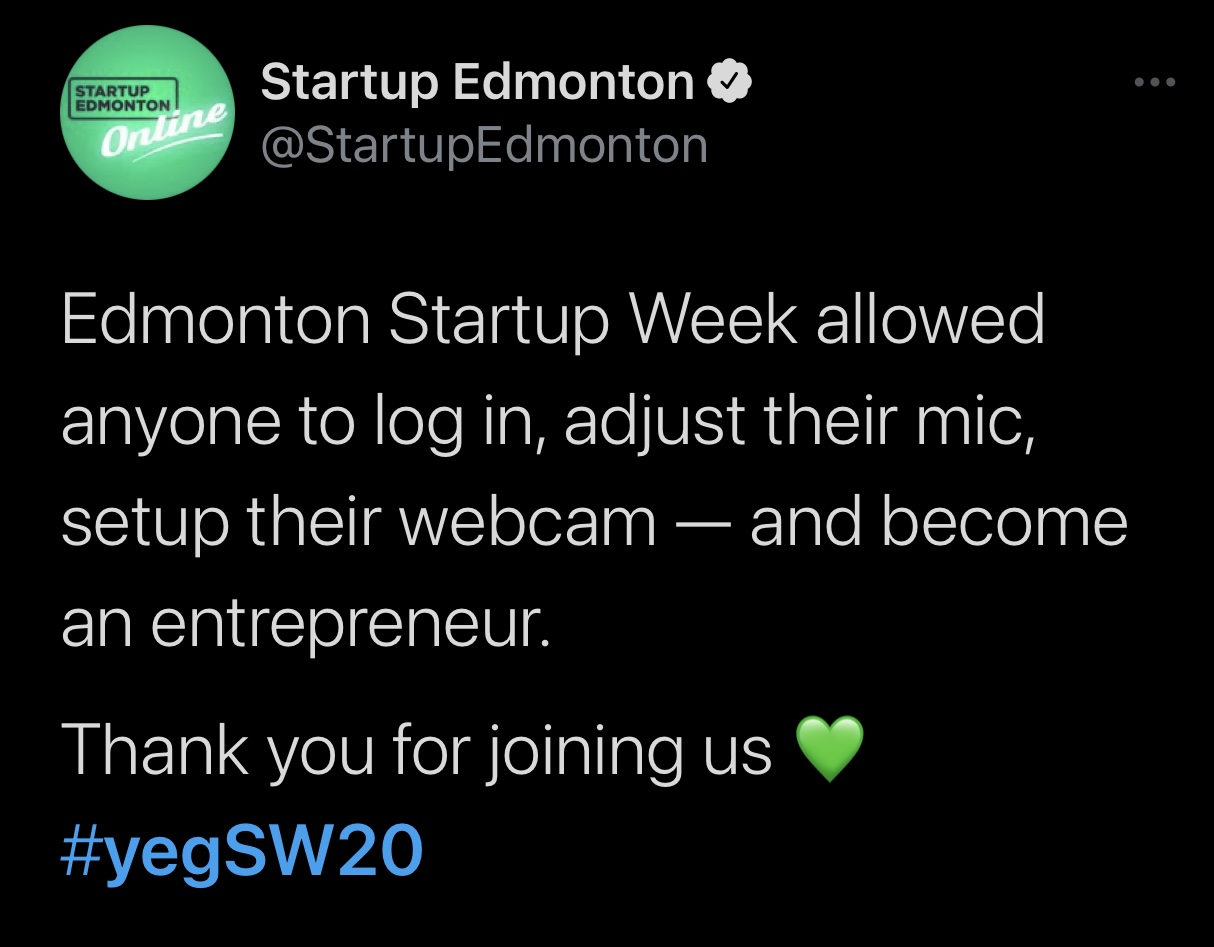 STARTUP
EDMONTON
Online
Startup Edmonton
@StartupEdmonton
Edmonton Startup Week allowed
anyone to log in, adjust their mic,
setup their webcam — and become
an entrepreneur.
Thank you for joining us 💚
#yegSW20